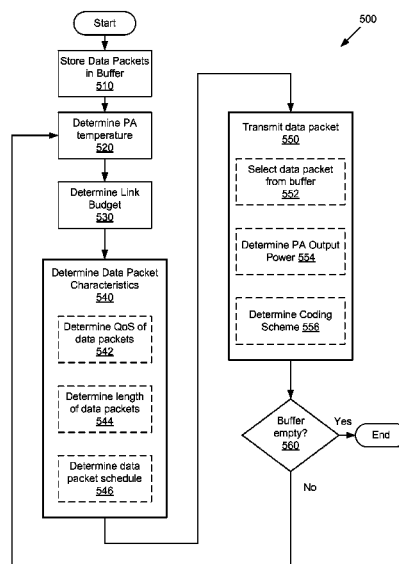 Start
500
Store Data Packets
in Buffer
510
Determine PA
temperature
520
Determine Link
Budget
530
Determine Data Packet
Characteristics
540
Determine QoS of
data packets
542
Determine length
of data packets
544
Determine data
packet schedule
546
Transmit data packet
550
Select data packet
from buffer
552
Determine PA Output
Power 554
Determine Coding
Scheme 556
Buffer
empty?
560
Yes
End
No